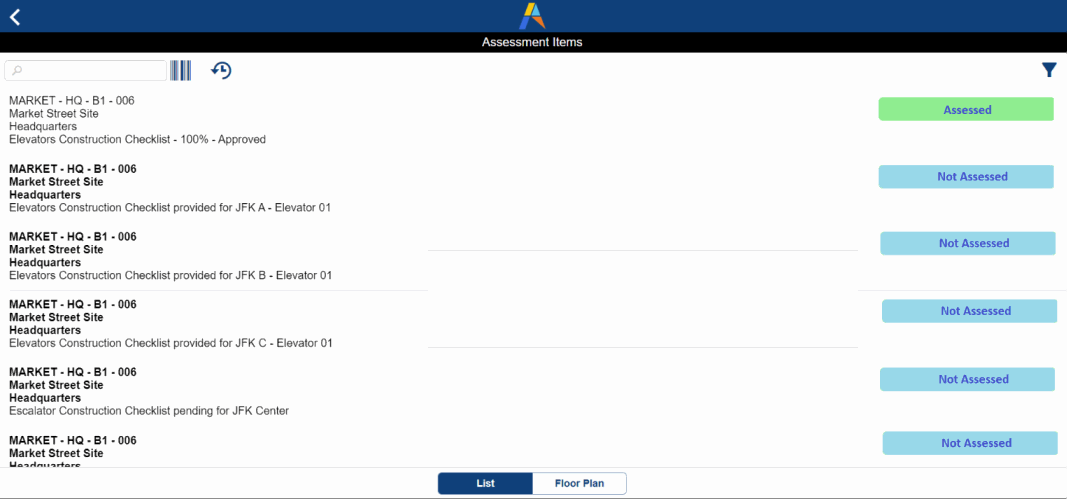 Assessment Items
MARKET - HQ - B1 - 006
Market Street Site
Headquarters
Elevators Construction Checklist - 100% - Approved
Assessed
MARKET - HQ - B1 - 006
Market Street Site
Headquarters
Elevators Construction Checklist provided for JFK A - Elevator 01
Not Assessed
MARKET - HQ - B1 - 006
Market Street Site
Headquarters
Elevators Construction Checklist provided for JFK B - Elevator 01
Not Assessed
MARKET - HQ - B1 - 006
Market Street Site
Headquarters
Elevators Construction Checklist provided for JFK C - Elevator 01
Not Assessed
MARKET - HQ - B1 - 006
Market Street Site
Headquarters
Escalator Construction Checklist pending for JFK Center
Not Assessed
MARKET - HQ - B1 - 006
Market Street Site
Headquarters
Not Assessed
List
Floor Plan